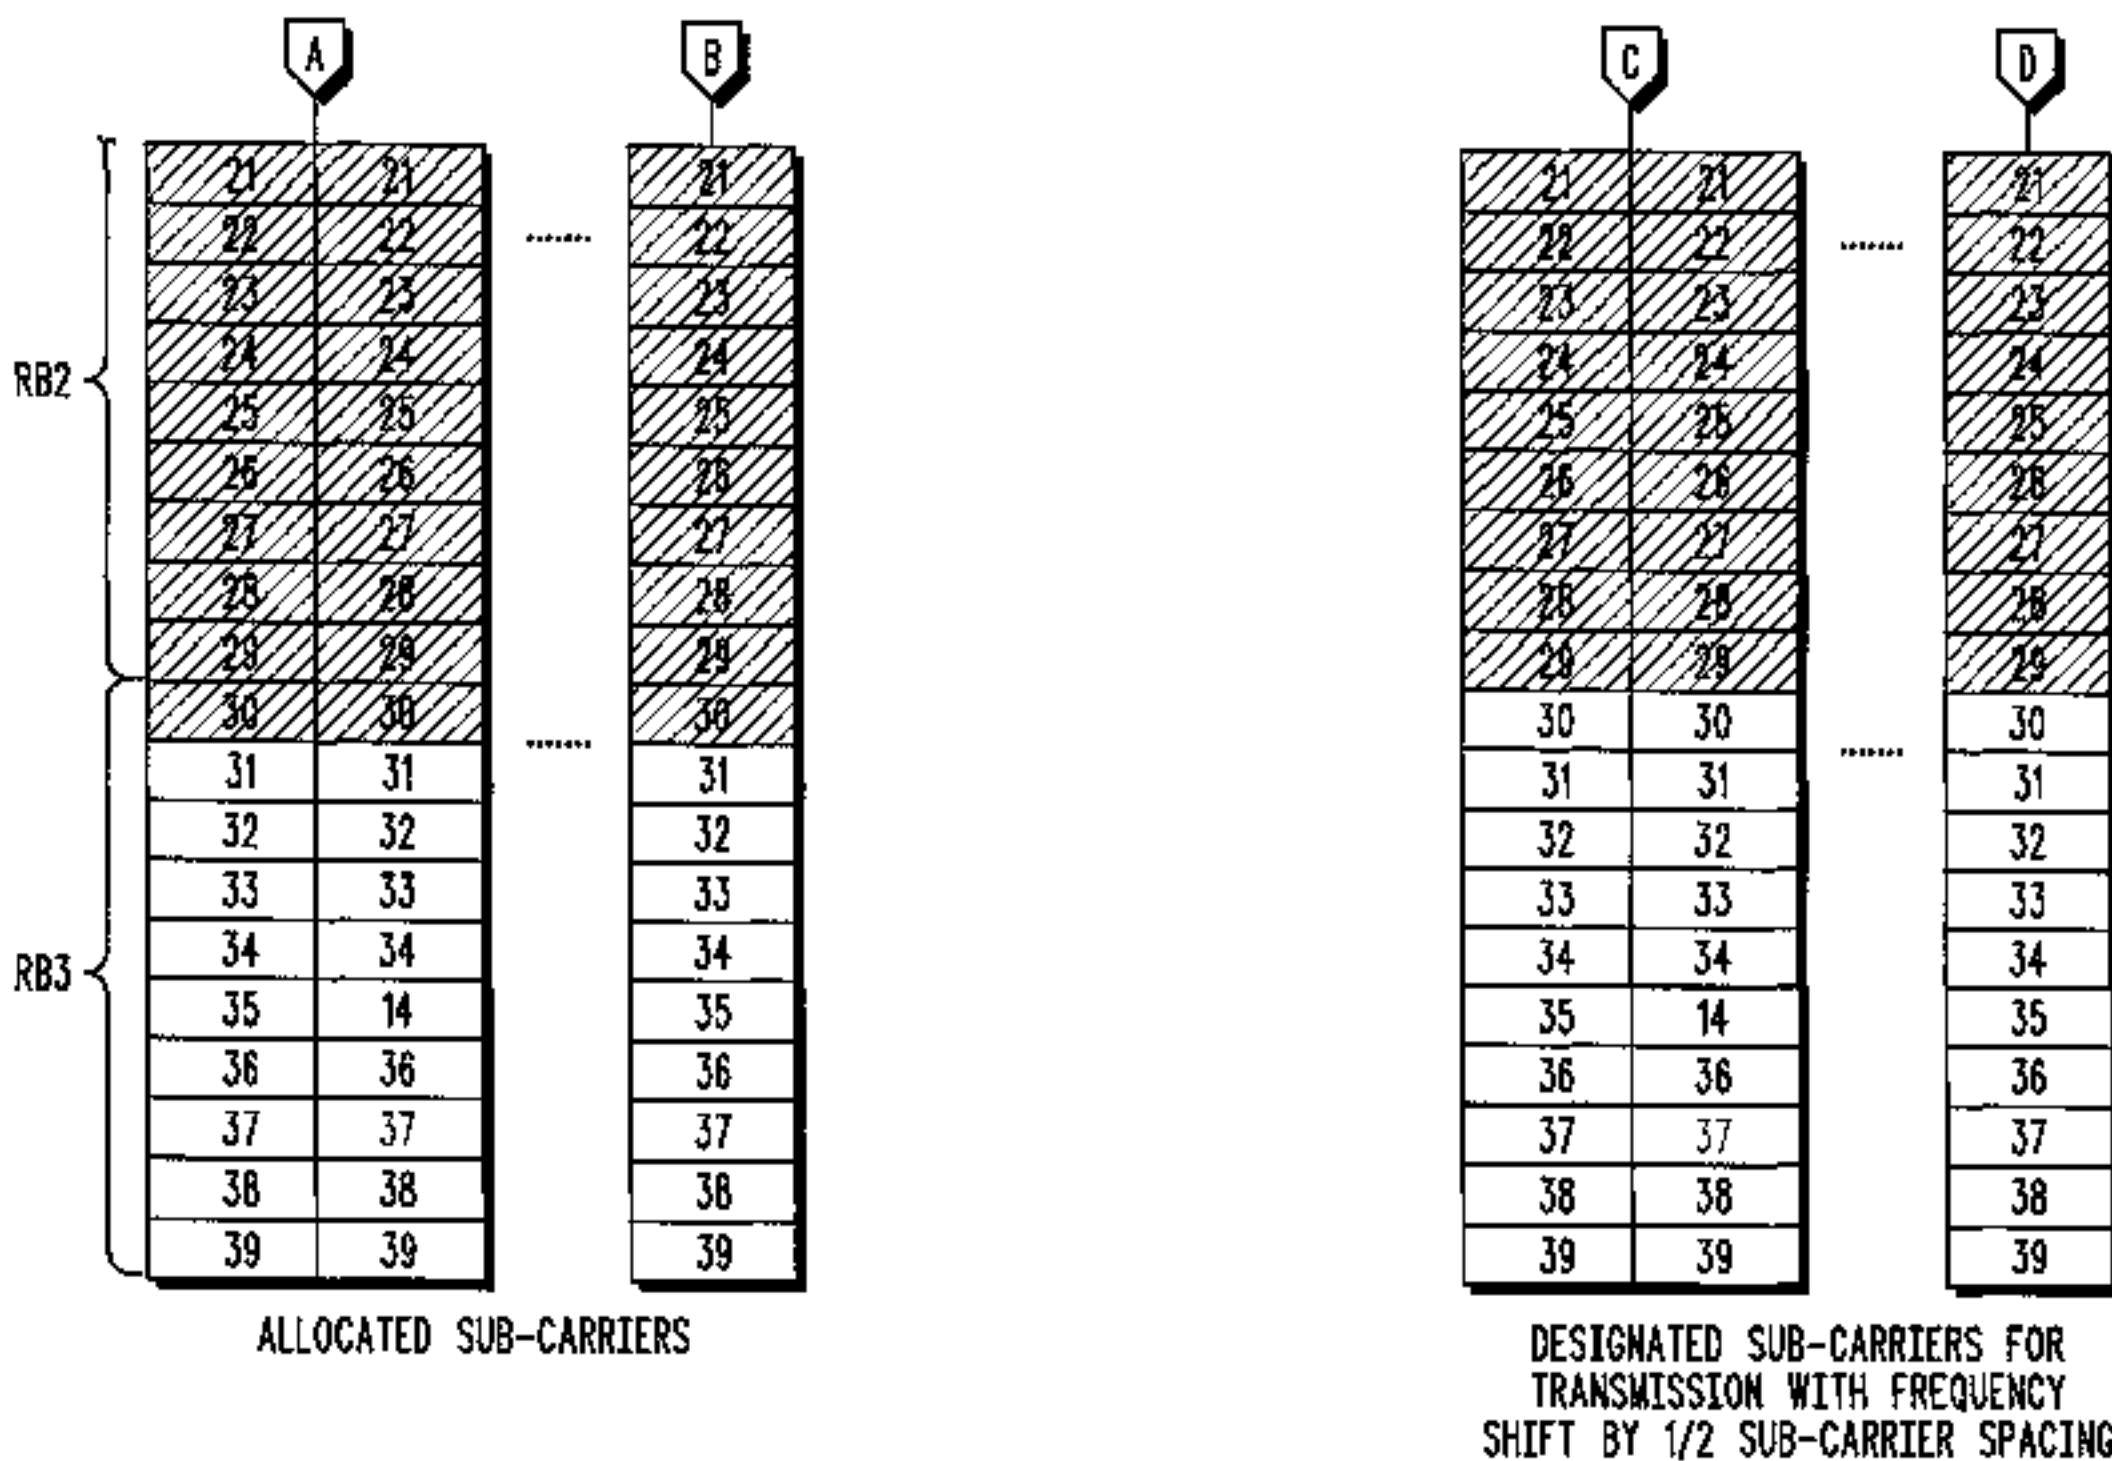 A B C D
21 21 21 21 21 21
22 22 22 22 22 22
23 23 23 23 23 23
24 24 24 24 24 24
RB2
25 25 25 25 25 25
26 26 26 26 26 26
27 27 27 27 27 27
28 28 28 28 28 28
29 29 29 29 29 29
30 30 30 30 30 30
31 31 31 31 31 31
32 32 32 32 32 32
33 33 33 33 33 33
34 34 34 34 34 34
RB3
35 14 35 35 14 35
36 36 36 36 36 36
37 37 37 37 37 37
38 38 38 38 38 38
39 39 39 39 39 39
ALLOCATED SUB-CARRIERS
DESIGNATED SUB-CARRIERS FOR
TRANSMISSION WITH FREQUENCY
SHIFT BY 1/2 SUB-CARRIER SPACING